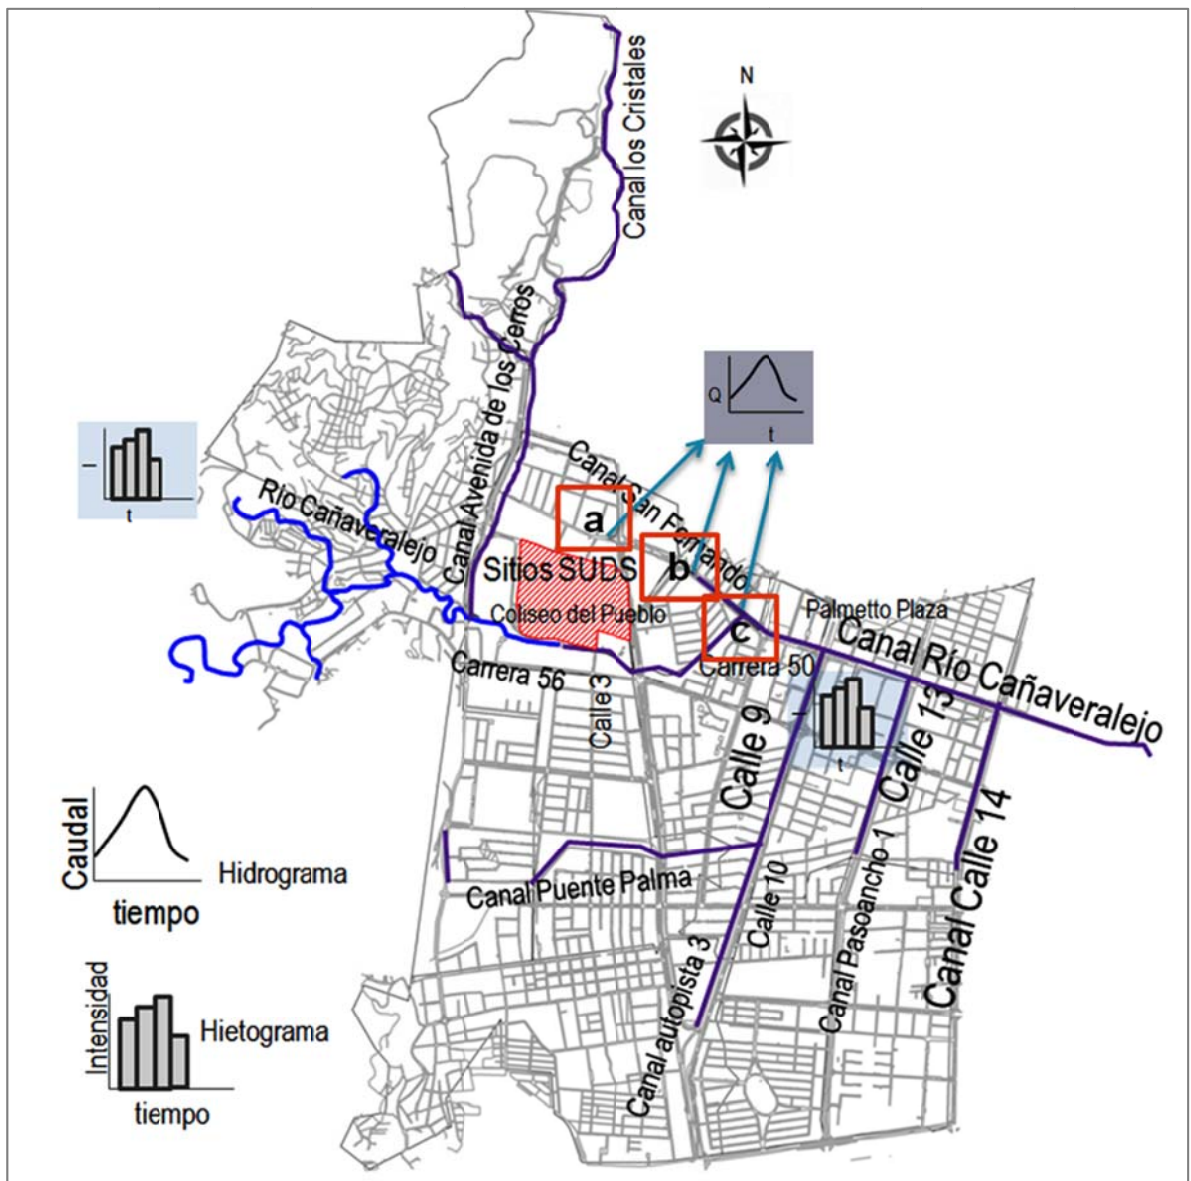 N
Canal los Cristales
Canal Avenida de los Cerros
Q
t
Canal San Fernando
I
t
Río Cañaveralejo
a
b
c
Sitios SUDS
Coliseo del Pueblo
Palmetto Plaza
Canal Río Cañaveralejo
Carrera 56
Carrera 50
Calle 3
Calle 9
I
t
Calle 13
Canal Calle 14
Caudal
tiempo
Hidrograma
Canal Puente Palma
Calle 10
Canal Pasoancho 1
Canal autopista 3
Intensidad
tiempo
Hietograma